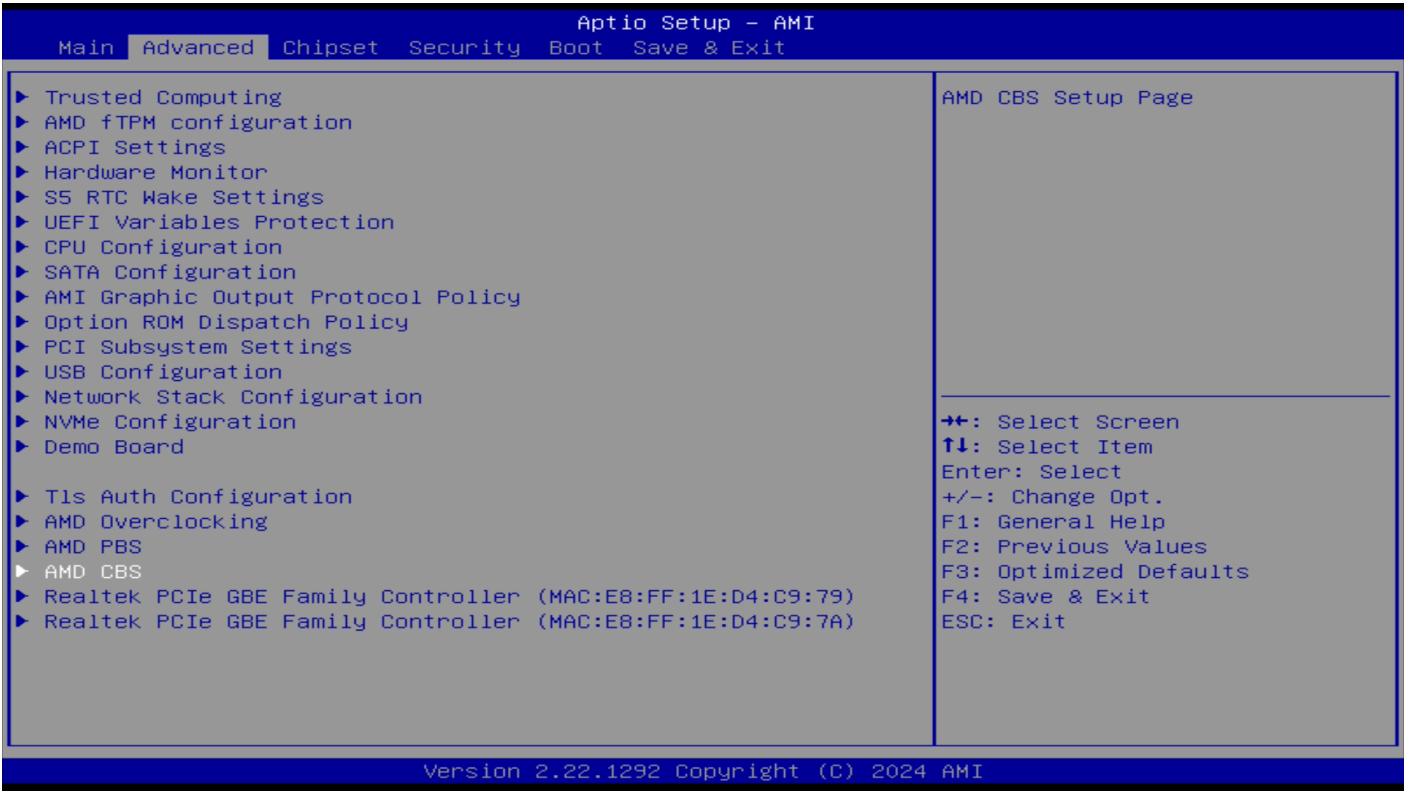 Aptio Setup – AMI
Main Advanced Chipset Security Boot Save & Exit
► Trusted Computing
► AMD fTPM configuration
► ACPI Settings
► Hardware Monitor
► S5 RTC Wake Settings
► UEFI Variables Protection
► CPU Configuration
► SATA Configuration
► AMI Graphic Output Protocol Policy
► Option ROM Dispatch Policy
► PCI Subsystem Settings
► USB Configuration
► Network Stack Configuration
► NVMe Configuration
► Demo Board
► Tls Auth Configuration
► AMD Overclocking
► AMD PBS
► AMD CBS
► Realtek PCIe GBE Family Controller (MAC:E8:FF:1E:D4:C9:79)
► Realtek PCIe GBE Family Controller (MAC:E8:FF:1E:D4:C9:7A)
AMD CBS Setup Page
→←: Select Screen
↑↓: Select Item
Enter: Select
+/-: Change Opt.
F1: General Help
F2: Previous Values
F3: Optimized Defaults
F4: Save & Exit
ESC: Exit
Version 2.22.1292 Copyright (C) 2024 AMI